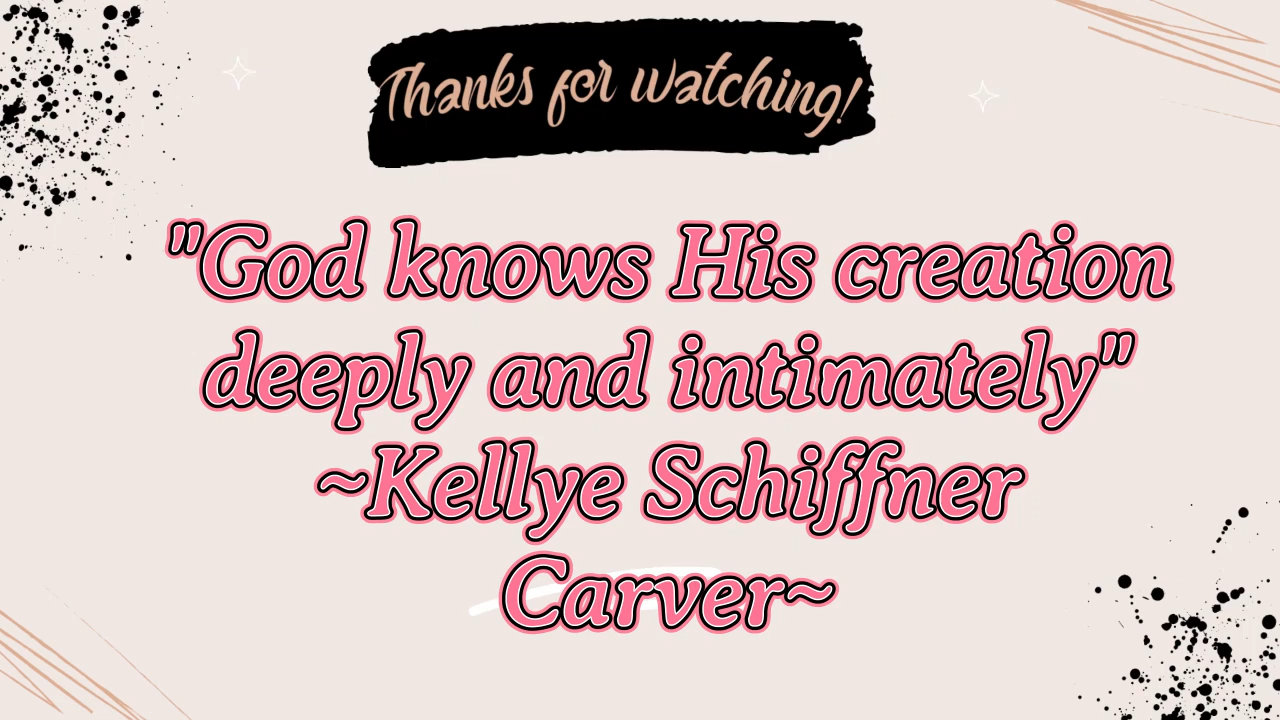 Thanks for watching!
"God knows His creation
deeply and intimately"
~Kellye Schiffner
Carver~